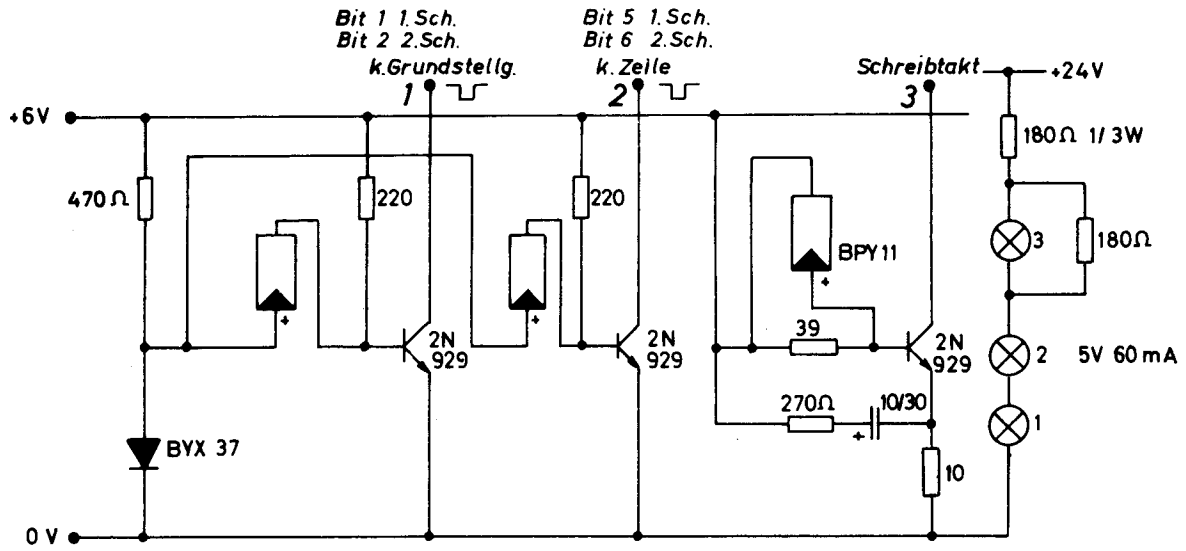 Bit 1 1.Sch.
Bit 2 2.Sch.
k.Grundstellg.
1
Bit 5 1.Sch.
Bit 6 2.Sch.
k.Zeile
2
Schreibtakt
3
+24V
+6V
180Ω 1/3W
470Ω
220
220
3
180Ω
BPY11
+
+
+
39
2N
929
2N
929
2N
929
2
5V 60mA
270Ω
10/30
+
1
BYX 37
10
0V